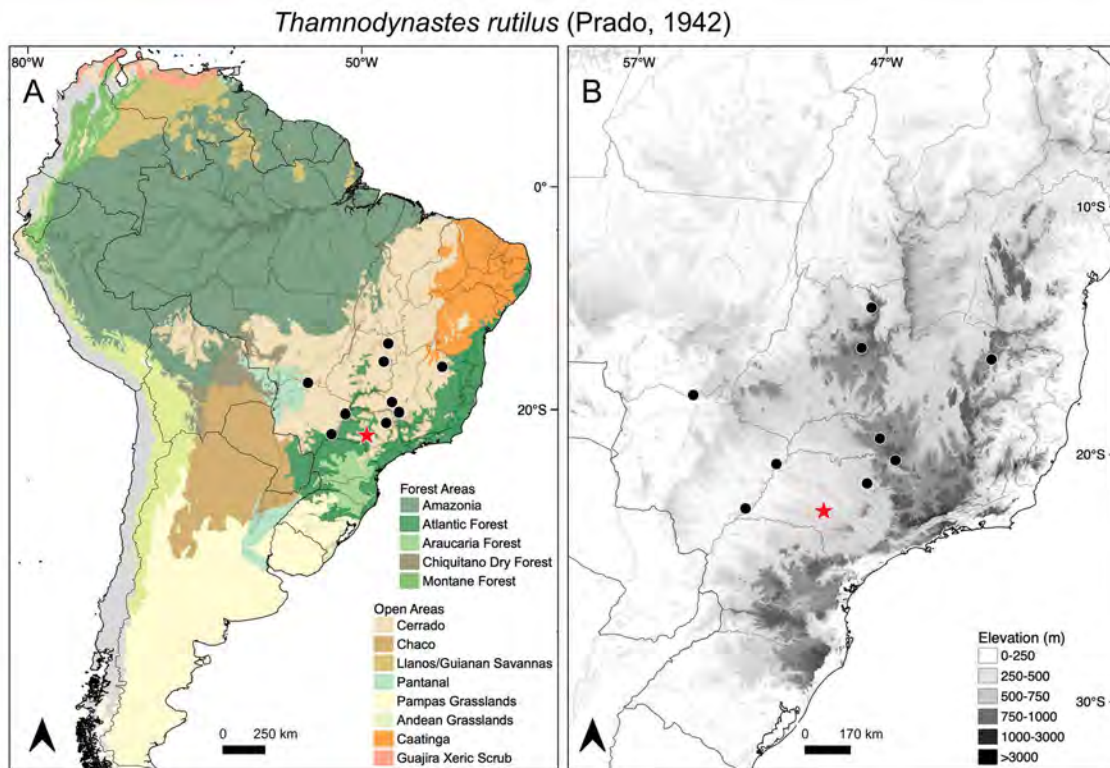 Thamnodynastes rutilus (Prado, 1942)
A
80°W
50°W
0°
20°S
Forest Areas
Amazonia
Atlantic Forest
Araucaria Forest
Chiquitano Dry Forest
Montane Forest
Open Areas
Cerrado
Chaco
Llanos/Guianan Savannas
Pantanal
Pampas Grasslands
Andean Grasslands
Caatinga
Guajira Xeric Scrub
0 250 km
B
57°W
47°W
10°S
20°S
30°S
Elevation (m)
0-250
250-500
500-750
750-1000
1000-3000
>3000
0 170 km